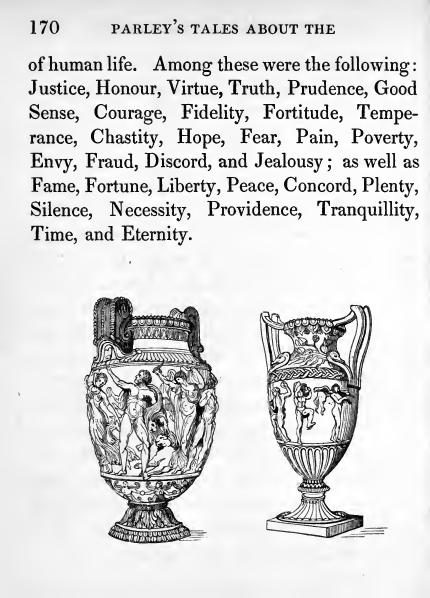 170 PARLEY'S TALES ABOUT THE
of human life. Among these were the following:
Justice, Honour, Virtue, Truth, Prudence, Good
Sense, Courage, Fidelity, Fortitude, Tempe-
rance, Chastity, Hope, Fear, Pain, Poverty,
Envy, Fraud, Discord, and Jealousy; as well as
Fame, Fortune, Liberty, Peace, Concord, Plenty,
Silence, Necessity, Providence, Tranquillity,
Time, and Eternity.